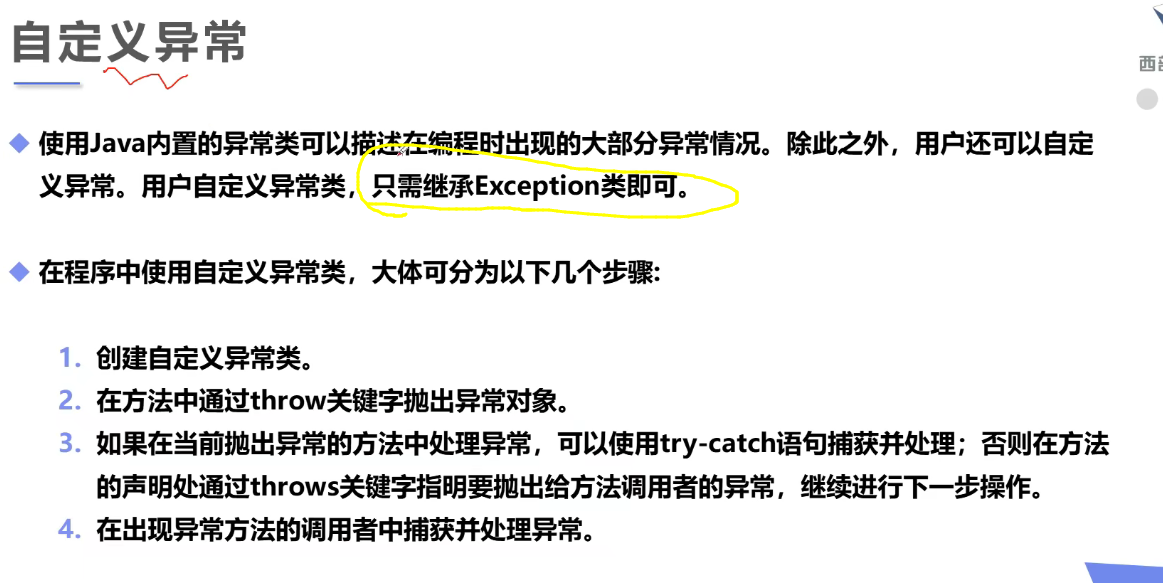 自定义异常
西部
使用Java内置的异常类可以描述在编程时出现的大部分异常情况。除此之外，用户还可以自定
义异常。用户自定义异常类，只需继承Exception类即可。
在程序中使用自定义异常类，大体可分为以下几个步骤:
1. 创建自定义异常类。
2. 在方法中通过throw关键字抛出异常对象。
3. 如果在当前抛出异常的方法中处理异常，可以使用try-catch语句捕获并处理；否则在方法
的声明处通过throws关键字指明要抛出给方法调用者的异常，继续进行下一步操作。
4. 在出现异常方法的调用者中捕获并处理异常。